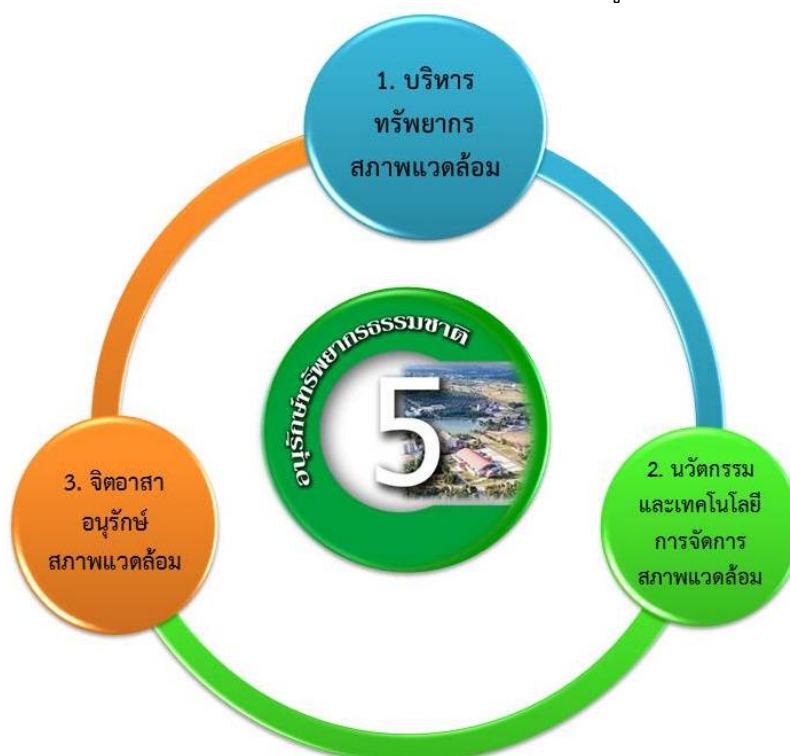 1. บริหาร
ทรัพยากร
สภาพแวดล้อม
อนุรักษ์ทรัพยากรธรรมชาติ
5
2. นวัตกรรม
และเทคโนโลยี
การจัดการ
สภาพแวดล้อม
3. จิตอาสา
อนุรักษ์
สภาพแวดล้อม